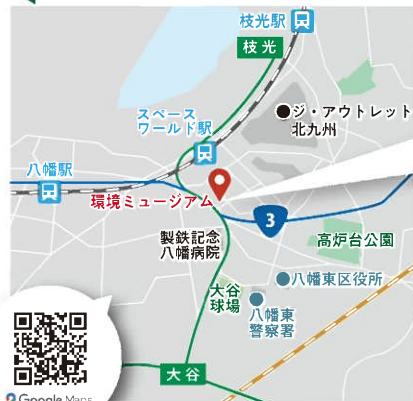 枝光駅
枝光
スペース
ワールド駅
ジ・アウトレット
北九州
八幡駅
環境ミュージアム
3
製鉄記念
八幡病院
高炉台公園
大谷
球場
八幡東区役所
八幡東
警察署
大谷
Google Maps